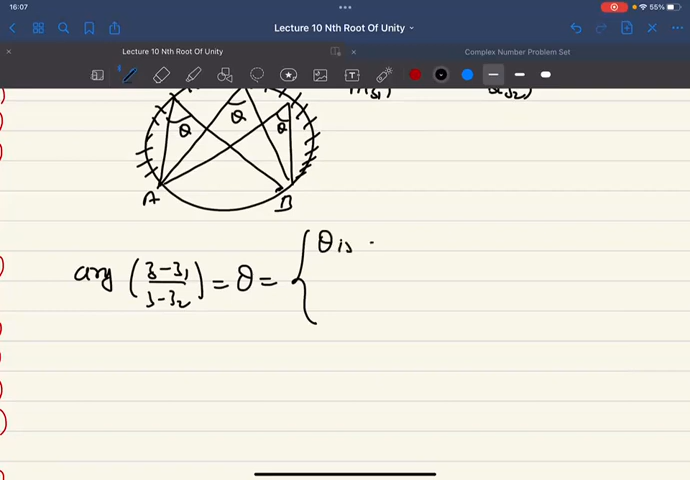 16:07
55%
Lecture 10 Nth Root Of Unity
Lecture 10 Nth Root Of Unity
Complex Number Problem Set
θ
θ
θ
A
B
arg (z-z₁/z-z₂) = θ = { θ is